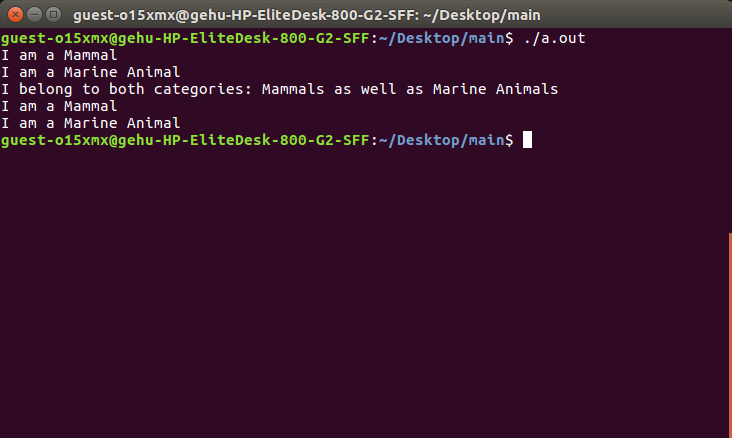 guest-o15xmx@gehu-HP-EliteDesk-800-G2-SFF: ~/Desktop/main
guest-o15xmx@gehu-HP-EliteDesk-800-G2-SFF:~/Desktop/main$ ./a.out
I am a Mammal
I am a Marine Animal
I belong to both categories: Mammals as well as Marine Animals
I am a Mammal
I am a Marine Animal
guest-o15xmx@gehu-HP-EliteDesk-800-G2-SFF:~/Desktop/main$